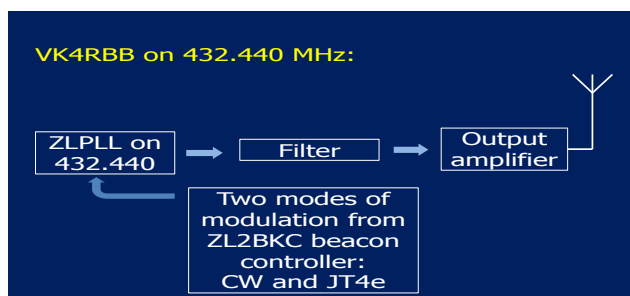 VK4RBB on 432.440 MHz:
ZLPLL on
432.440
Filter
Output
amplifier
Two modes of
modulation from
ZL2BKC beacon
controller:
CW and JT4e